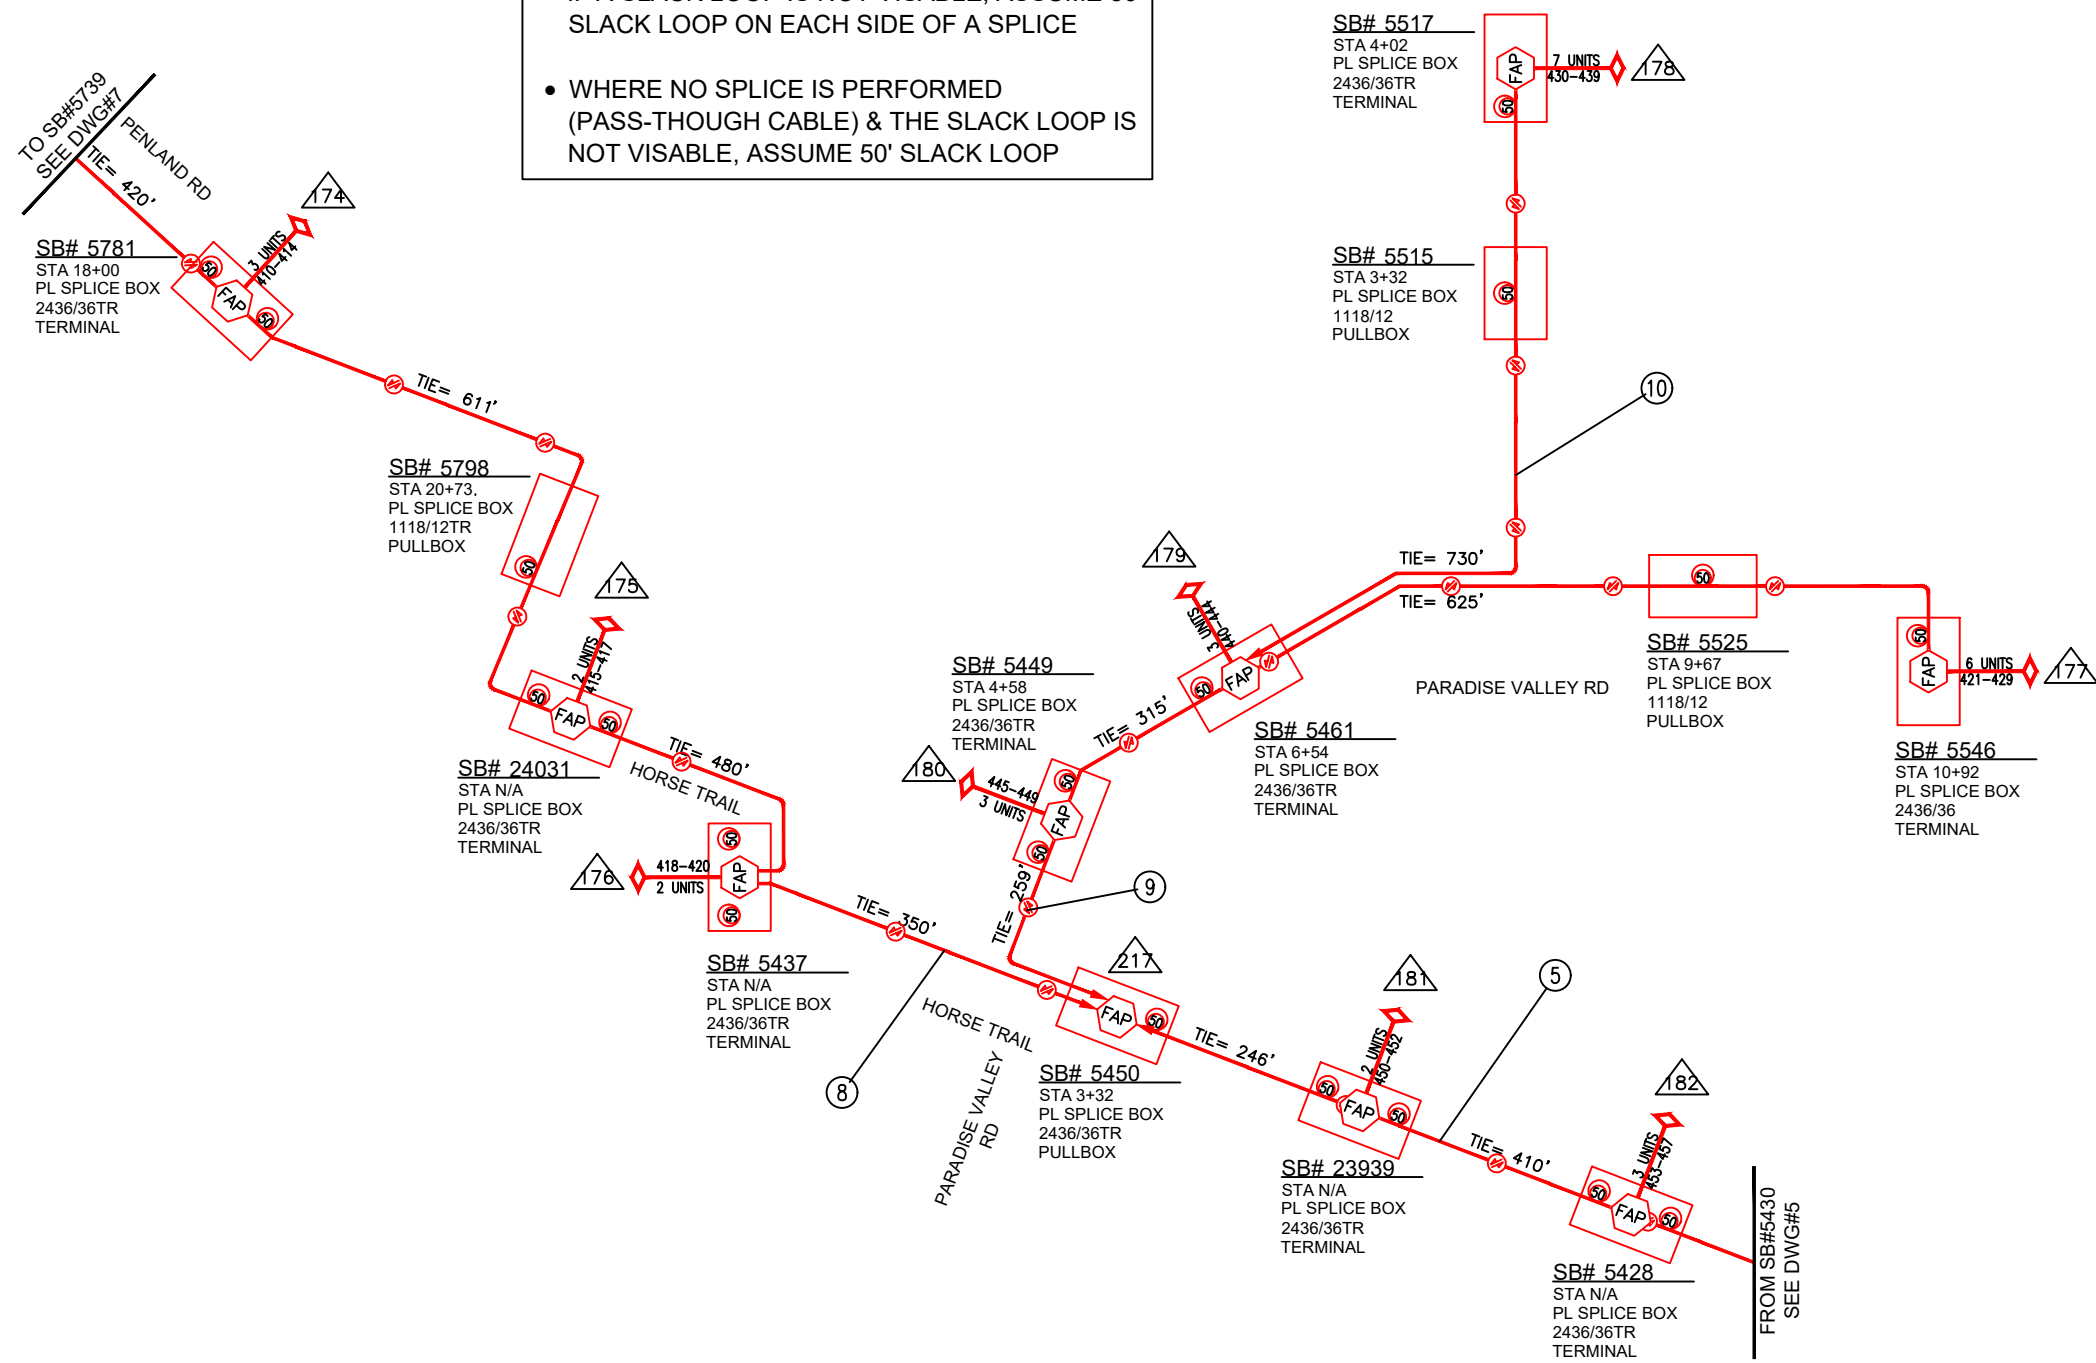 SLACK LOOP ON EACH SIDE OF A SPLICE
• WHERE NO SPLICE IS PERFORMED
(PASS-THOUGH CABLE) & THE SLACK LOOP IS
NOT VISABLE, ASSUME 50' SLACK LOOP
TO SB#5739
SEE DWG#7
PENLAND RD
TIE= 420'
174
3 UNITS
410-414
SB# 5781
STA 18+00
PL SPLICE BOX
2436/36TR
TERMINAL
50
FAP
50
TIE= 611'
SB# 5798
STA 20+73,
PL SPLICE BOX
1118/12TR
PULLBOX
50
175
2 UNITS
415-417
50
FAP
50
SB# 24031
STA N/A
PL SPLICE BOX
2436/36TR
TERMINAL
TIE= 480'
HORSE TRAIL
176
418-420
2 UNITS
50
FAP
50
SB# 5437
STA N/A
PL SPLICE BOX
2436/36TR
TERMINAL
TIE= 350'
8
HORSE TRAIL
PARADISE VALLEY
RD
SB# 5517
STA 4+02
PL SPLICE BOX
2436/36TR
TERMINAL
FAP
50
7 UNITS
430-439
178
SB# 5515
STA 3+32
PL SPLICE BOX
1118/12
PULLBOX
50
10
TIE= 730'
TIE= 625'
179
440-444
3 UNITS
50
FAP
SB# 5461
STA 6+54
PL SPLICE BOX
2436/36TR
TERMINAL
PARADISE VALLEY RD
50
SB# 5525
STA 9+67
PL SPLICE BOX
1118/12
PULLBOX
50
FAP
6 UNITS
421-429
177
SB# 5546
STA 10+92
PL SPLICE BOX
2436/36
TERMINAL
SB# 5449
STA 4+58
PL SPLICE BOX
2436/36TR
TERMINAL
TIE= 315'
180
445-449
3 UNITS
50
FAP
50
TIE= 259'
9
217
FAP
50
SB# 5450
STA 3+32
PL SPLICE BOX
2436/36TR
PULLBOX
TIE= 246'
181
2 UNITS
450-452
50
FAP
50
SB# 23939
STA N/A
PL SPLICE BOX
2436/36TR
TERMINAL
5
TIE= 410'
182
3 UNITS
453-457
50
FAP
50
SB# 5428
STA N/A
PL SPLICE BOX
2436/36TR
TERMINAL
FROM SB#5430
SEE DWG#5